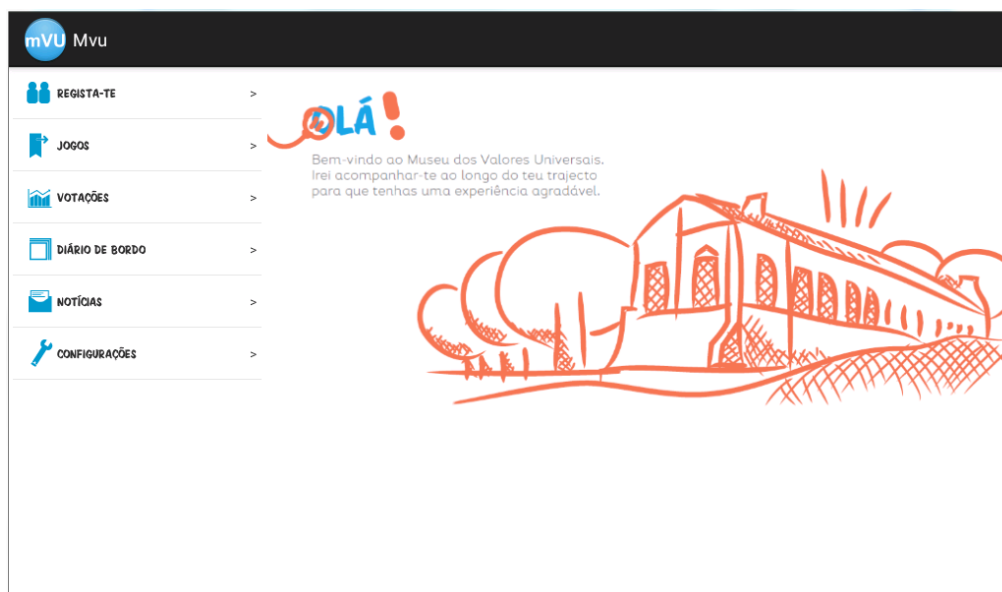 mVU Mvu
REGISTA-TE >
JOGOS >
VOTAÇÕES >
DIÁRIO DE BORDO >
NOTÍCIAS >
CONFIGURAÇÕES >
OLÁ!
Bem-vindo ao Museu dos Valores Universais.
Irei acompanhar-te ao longo do teu trajecto
para que tenhas uma experiência agradável.